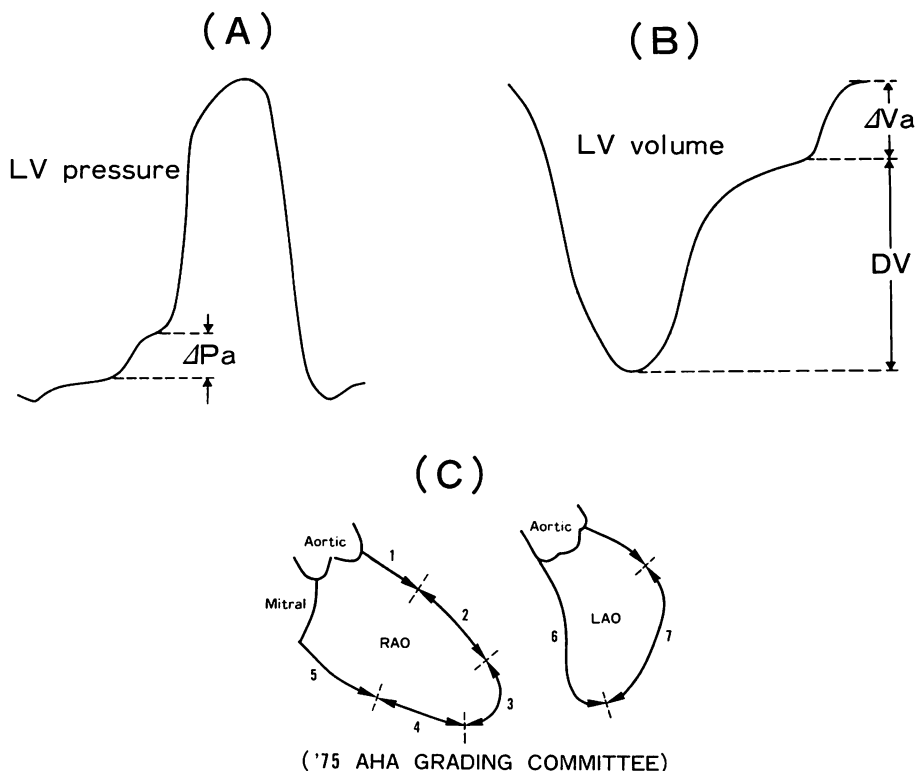 (A)
LV pressure
ΔPa
(B)
LV volume
ΔVa
DV
(C)
Aortic
Mitral
RAO
1
2
3
4
5
Aortic
LAO
6
7
('75 AHA GRADING COMMITTEE)